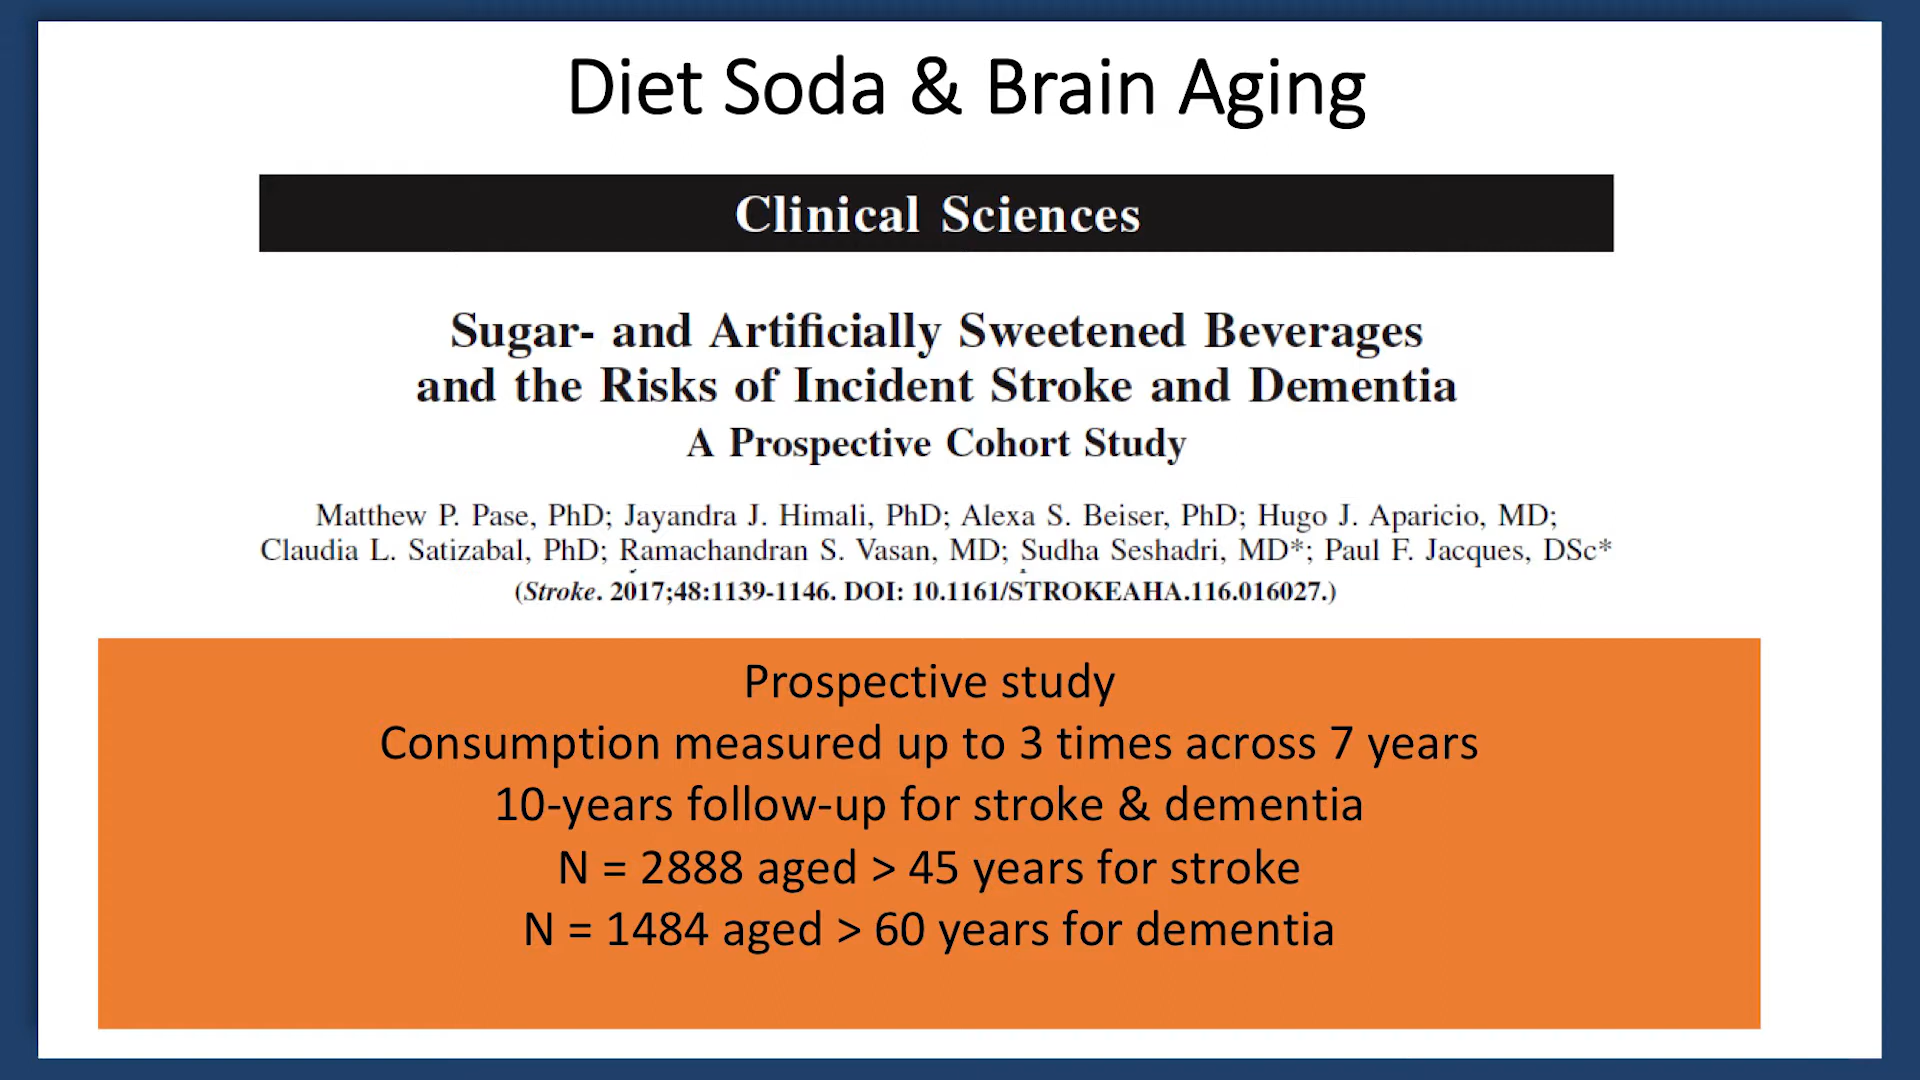 Diet Soda & Brain Aging
Clinical Sciences
Sugar- and Artificially Sweetened Beverages
and the Risks of Incident Stroke and Dementia
A Prospective Cohort Study
Matthew P. Pase, PhD; Jayandra J. Himali, PhD; Alexa S. Beiser, PhD; Hugo J. Aparicio, MD;
Claudia L. Satizabal, PhD; Ramachandran S. Vasan, MD; Sudha Seshadri, MD*; Paul F. Jacques, DSc*
(Stroke. 2017;48:1139-1146. DOI: 10.1161/STROKEAHA.116.016027.)
Prospective study
Consumption measured up to 3 times across 7 years
10-years follow-up for stroke & dementia
N = 2888 aged > 45 years for stroke
N = 1484 aged > 60 years for dementia